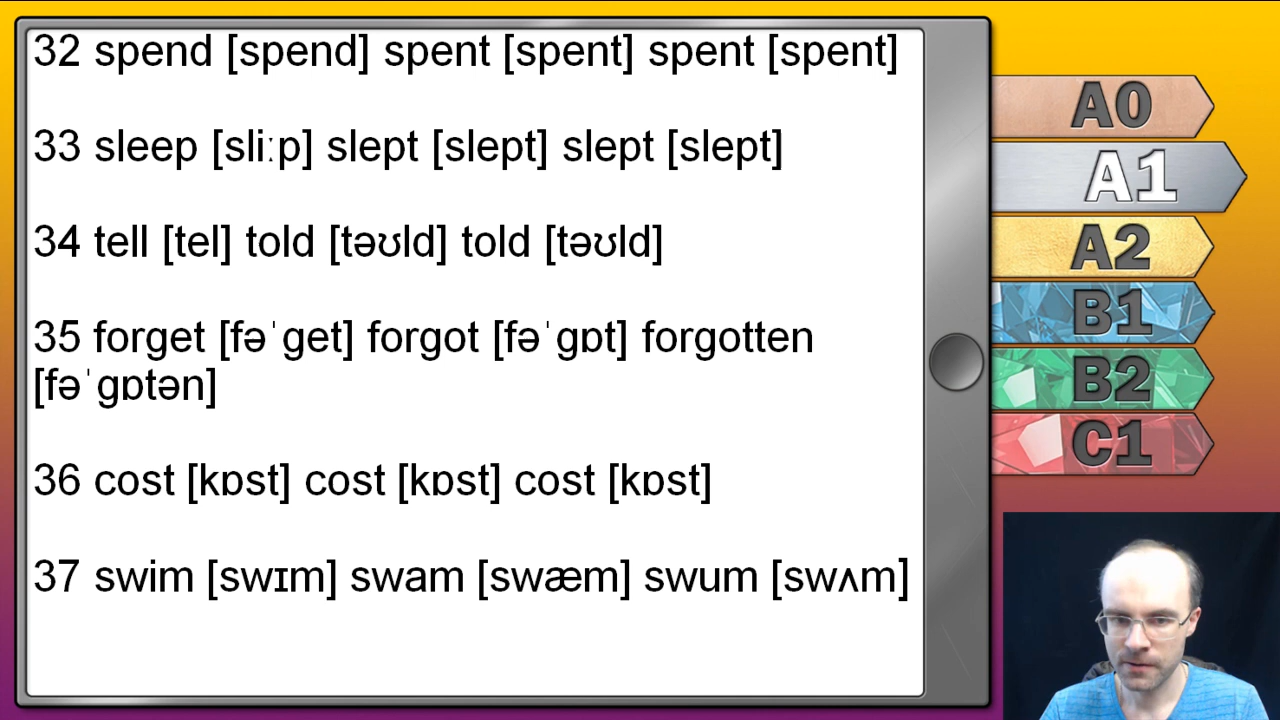 32 spend [spend] spent [spent] spent [spent]
33 sleep [sliːp] slept [slept] slept [slept]
34 tell [tel] told [təʊld] told [təʊld]
35 forget [fəˈget] forgot [fəˈgɒt] forgotten
[fəˈgɒtən]
36 cost [kɒst] cost [kɒst] cost [kɒst]
37 swim [swɪm] swam [swæm] swum [swʌm]
A0
A1
A2
B1
B2
C1